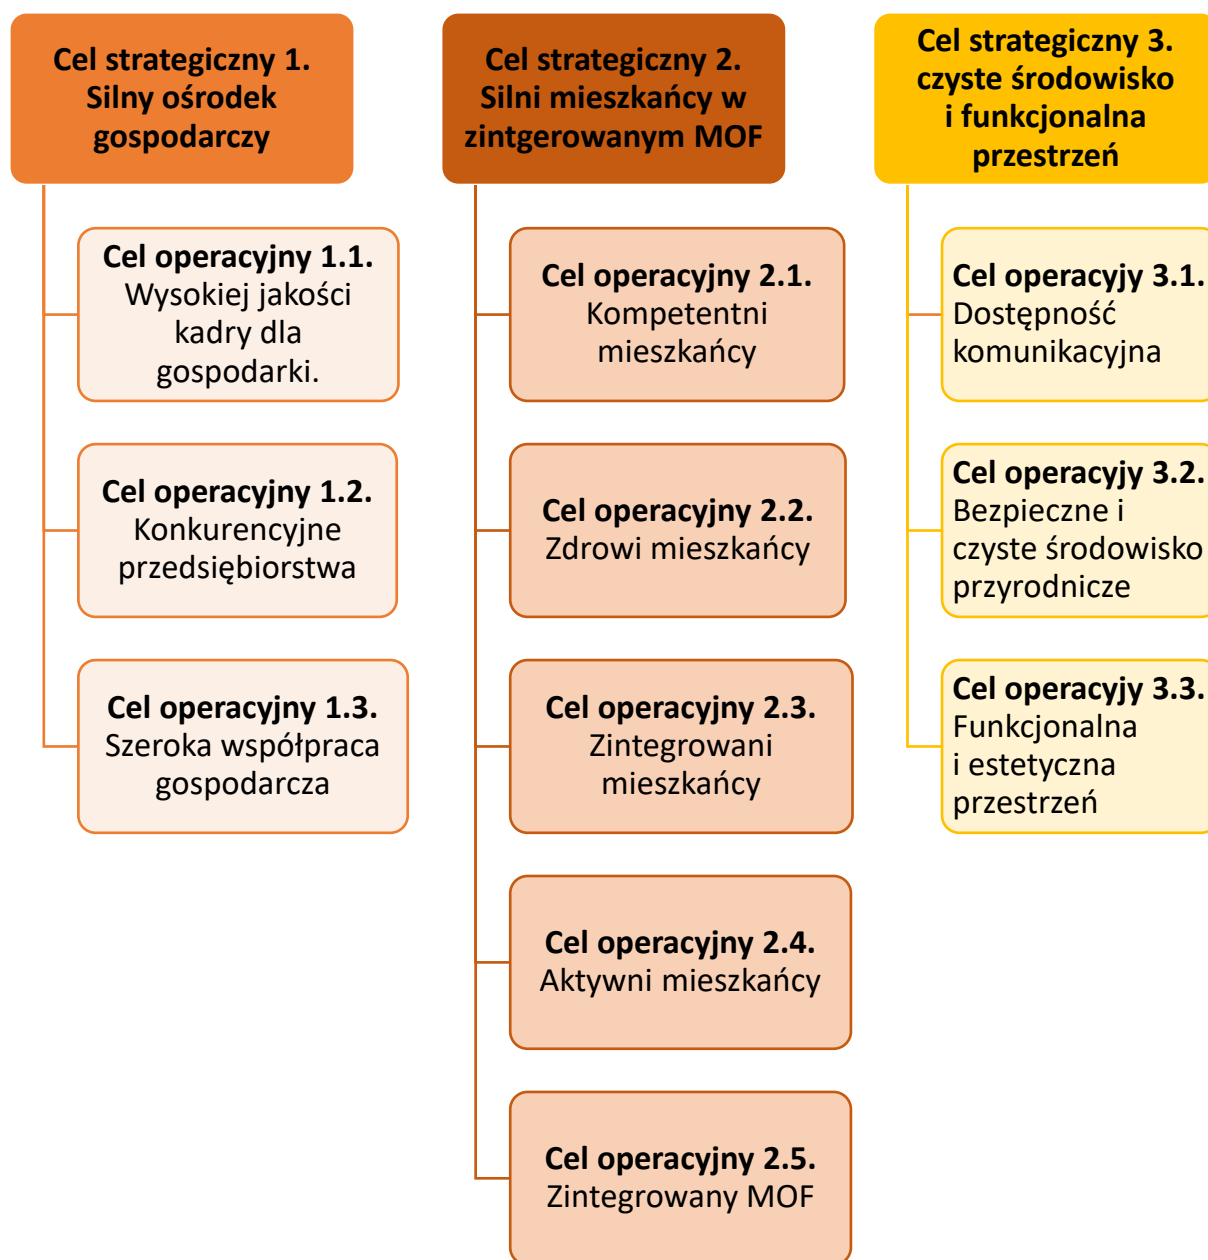 Cel strategiczny 1.
Silny ośrodek
gospodarczy
Cel operacyjny 1.1.
Wysokiej jakości
kadry dla
gospodarki.
Cel operacyjny 1.2.
Konkurencyjne
przedsiębiorstwa
Cel operacyjny 1.3.
Szeroka współpraca
gospodarcza
Cel strategiczny 2.
Silni mieszkańcy w
zintgerowanym MOF
Cel operacyjny 2.1.
Kompetentni
mieszkańcy
Cel operacyjny 2.2.
Zdrowi mieszkańcy
Cel operacyjny 2.3.
Zintegrowani
mieszkańcy
Cel operacyjny 2.4.
Aktywni mieszkańcy
Cel operacyjny 2.5.
Zintegrowany MOF
Cel strategiczny 3.
czyste środowisko
i funkcjonalna
przestrzeń
Cel operacyjy 3.1.
Dostępność
komunikacyjna
Cel operacyjy 3.2.
Bezpieczne i
czyste środowisko
przyrodnicze
Cel operacyjy 3.3.
Funkcjonalna
i estetyczna
przestrzeń